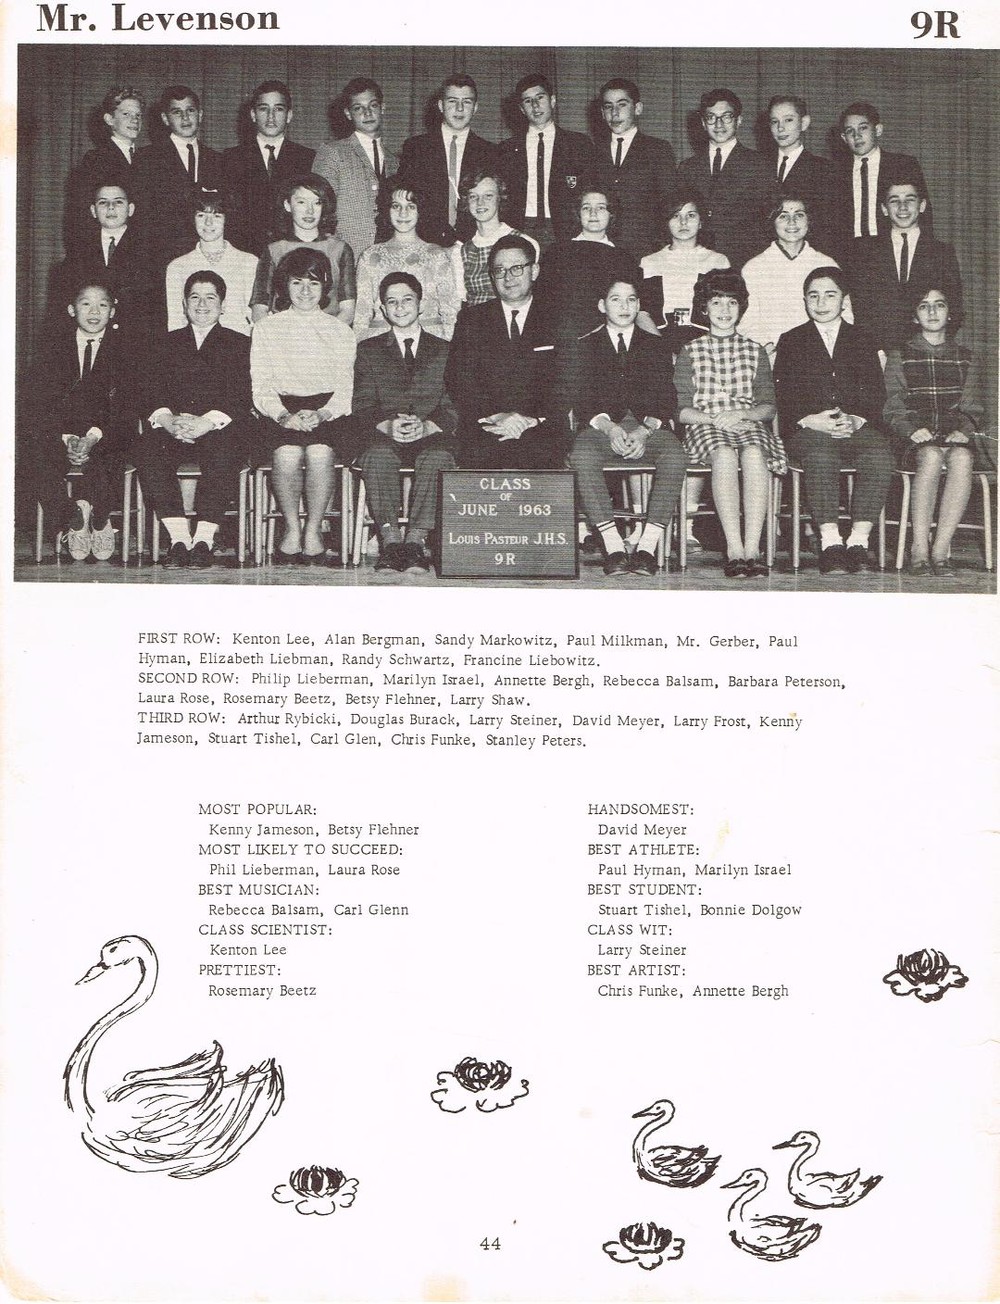 Mr. Levenson
9R
CLASS
OF
JUNE 1963
LOUIS PASTEUR J.H.S.
9R
FIRST ROW: Kenton Lee, Alan Bergman, Sandy Markowitz, Paul Milkman, Mr. Gerber, Paul
Hyman, Elizabeth Liebman, Randy Schwartz, Francine Liebowitz.
SECOND ROW: Philip Lieberman, Marilyn Israel, Annette Bergh, Rebecca Balsam, Barbara Peterson,
Laura Rose, Rosemary Beetz, Betsy Flehner, Larry Shaw.
THIRD ROW: Arthur Rybicki, Douglas Burack, Larry Steiner, David Meyer, Larry Frost, Kenny
Jameson, Stuart Tishel, Carl Glen, Chris Funke, Stanley Peters.
MOST POPULAR:
Kenny Jameson, Betsy Flehner
MOST LIKELY TO SUCCEED:
Phil Lieberman, Laura Rose
BEST MUSICIAN:
Rebecca Balsam, Carl Glenn
CLASS SCIENTIST:
Kenton Lee
PRETTIEST:
Rosemary Beetz
HANDSOMEST:
David Meyer
BEST ATHLETE:
Paul Hyman, Marilyn Israel
BEST STUDENT:
Stuart Tishel, Bonnie Dolgow
CLASS WIT:
Larry Steiner
BEST ARTIST:
Chris Funke, Annette Bergh
44